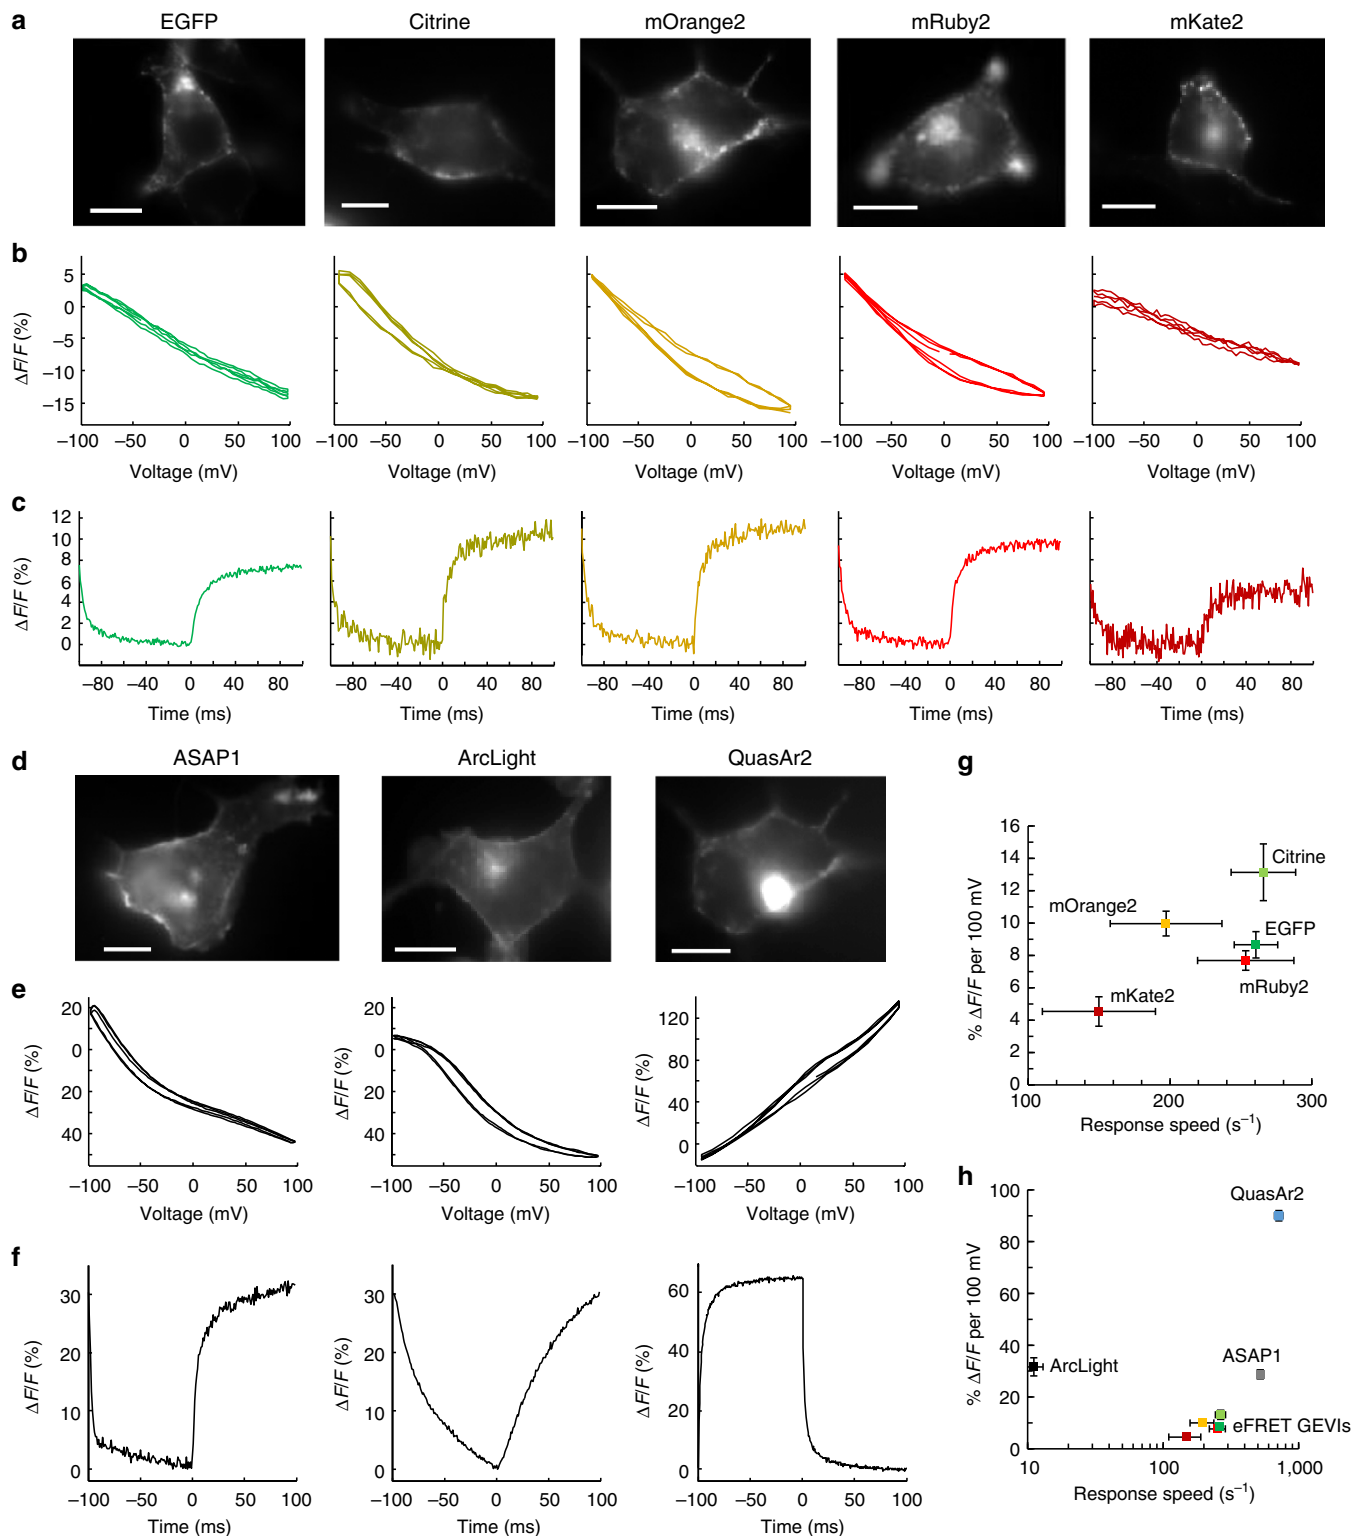 a
EGFP Citrine mOrange2 mRuby2 mKate2
b
5
0
−5
−10
−15
ΔF/F (%)
−100 −50 0 50 100 −100 −50 0 50 100 −100 −50 0 50 100 −100 −50 0 50 100 −100 −50 0 50 100
Voltage (mV) Voltage (mV) Voltage (mV) Voltage (mV) Voltage (mV)
c
12
10
8
6
4
2
0
ΔF/F (%)
−80 −40 0 40 80 −80 −40 0 40 80 −80 −40 0 40 80 −80 −40 0 40 80 −80 −40 0 40 80
Time (ms) Time (ms) Time (ms) Time (ms) Time (ms)
d
ASAP1 ArcLight QuasAr2
e
20
0
20
40
ΔF/F (%)
−100 −50 0 50 100
Voltage (mV)
20
0
20
40
ΔF/F (%)
−100 −50 0 50 100
Voltage (mV)
120
80
40
0
ΔF/F (%)
−100 −50 0 50 100
Voltage (mV)
f
30
20
10
0
ΔF/F (%)
−100 −50 0 50 100
Time (ms)
30
20
10
0
ΔF/F (%)
−100 −50 0 50 100
Time (ms)
60
40
20
0
ΔF/F (%)
−100 −50 0 50 100
Time (ms)
g
16
14
12
10
8
6
4
2
0
% ΔF/F per 100 mV
Citrine
mOrange2
EGFP
mRuby2
mKate2
100 200 300
Response speed (s⁻¹)
h
100
80
60
40
20
0
% ΔF/F per 100 mV
QuasAr2
ASAP1
ArcLight
eFRET GEVIs
10 100 1,000
Response speed (s⁻¹)